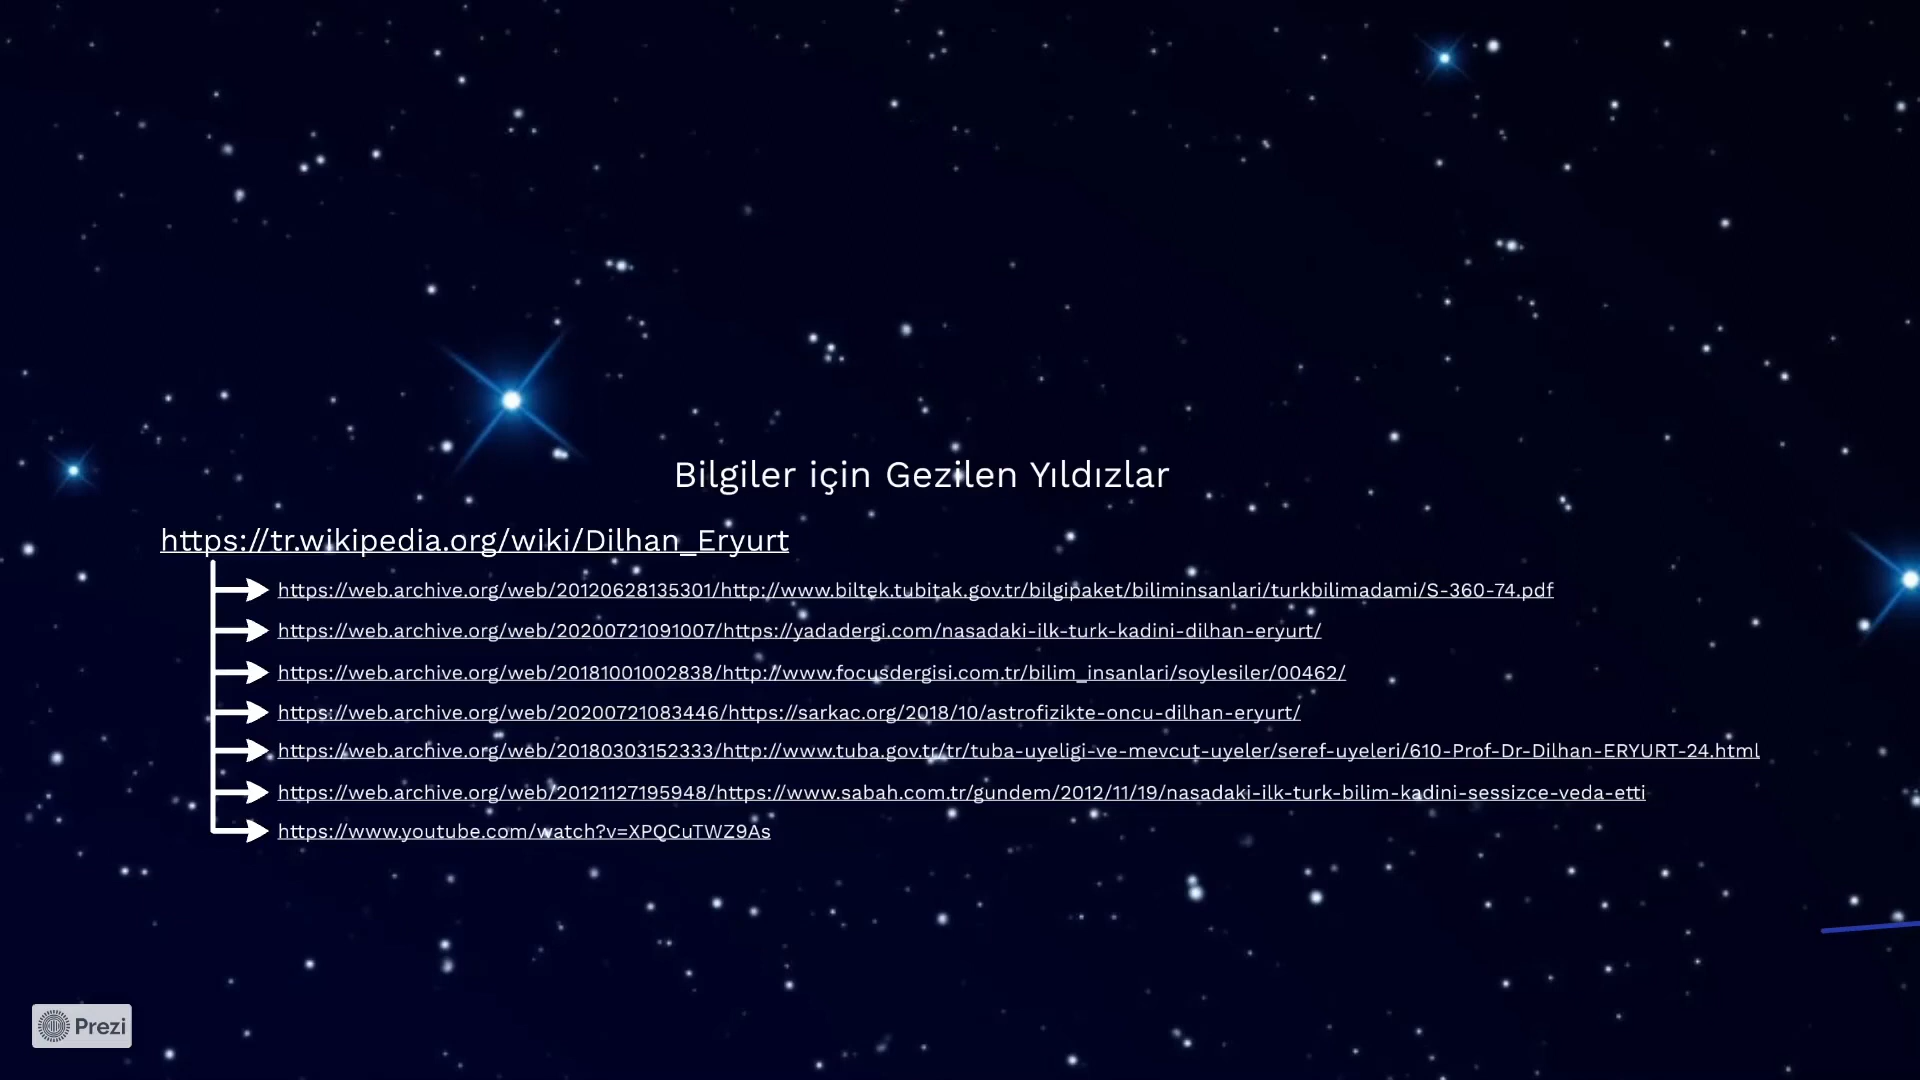 Bilgiler için Gezilen Yıldızlar
https://tr.wikipedia.org/wiki/Dilhan_Eryurt
https://web.archive.org/web/20120628135301/http://www.biltek.tubitak.gov.tr/bilgipaket/biliminsanlari/turkbilimadami/S-360-74.pdf
https://web.archive.org/web/20200721091007/https://yadadergi.com/nasadaki-ilk-turk-kadini-dilhan-eryurt/
https://web.archive.org/web/20181001002838/http://www.focusdergisi.com.tr/bilim_insanlari/soylesiler/00462/
https://web.archive.org/web/20200721083446/https://sarkac.org/2018/10/astrofizikte-oncu-dilhan-eryurt/
https://web.archive.org/web/20180303152333/http://www.tuba.gov.tr/tr/tuba-uyeligi-ve-mevcut-uyeler/seref-uyeleri/610-Prof-Dr-Dilhan-ERYURT-24.html
https://web.archive.org/web/20121127195948/https://www.sabah.com.tr/gundem/2012/11/19/nasadaki-ilk-turk-bilim-kadini-sessizce-veda-etti
https://www.youtube.com/watch?v=XPQCuTWZ9As
Prezi